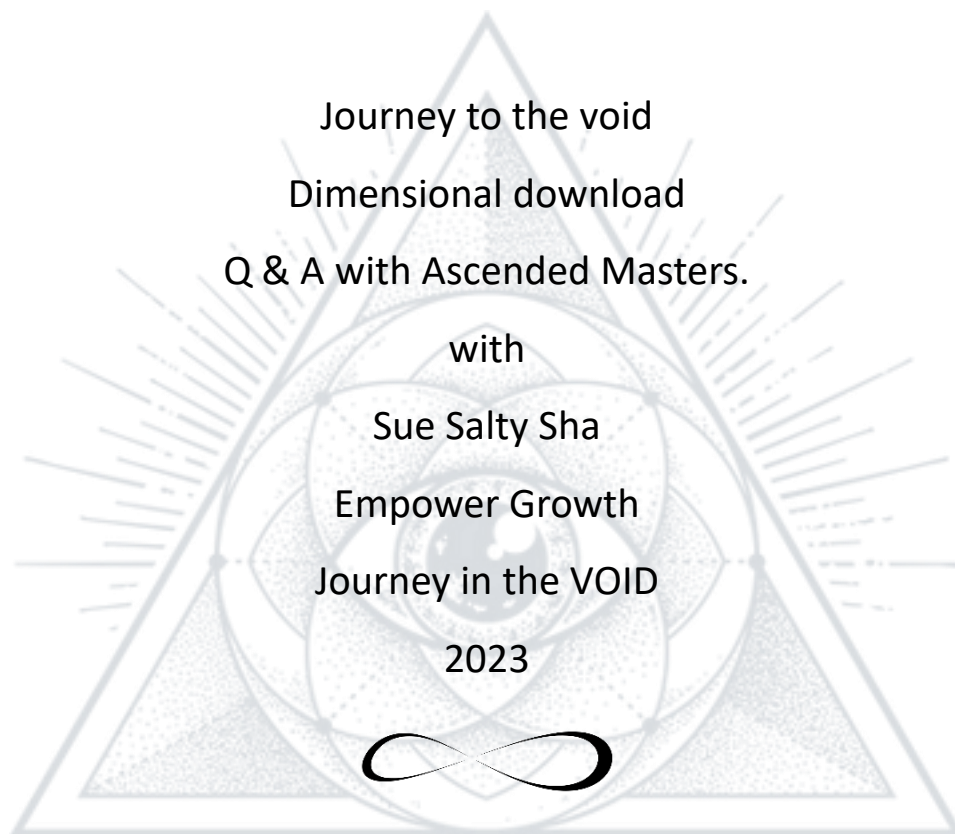 Journey to the void
Dimensional download
Q & A with Ascended Masters.
with
Sue Salty Sha
Empower Growth
Journey in the VOID
2023